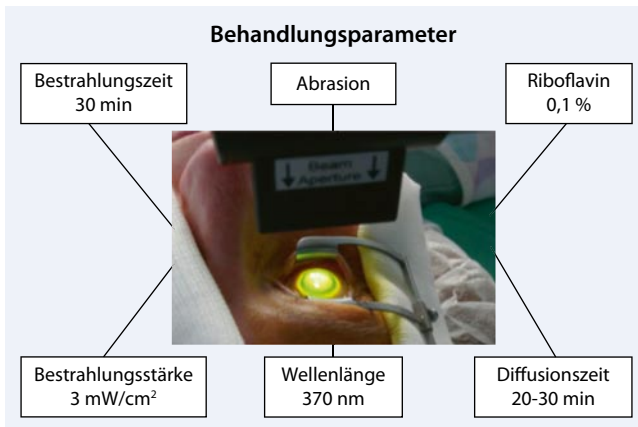 Behandlungsparameter
Bestrahlungszeit
30 min
Abrasion
Riboflavin
0,1 %
↓ Beam ↓
Aperture
Bestrahlungsstärke
3 mW/cm²
Wellenlänge
370 nm
Diffusionszeit
20-30 min